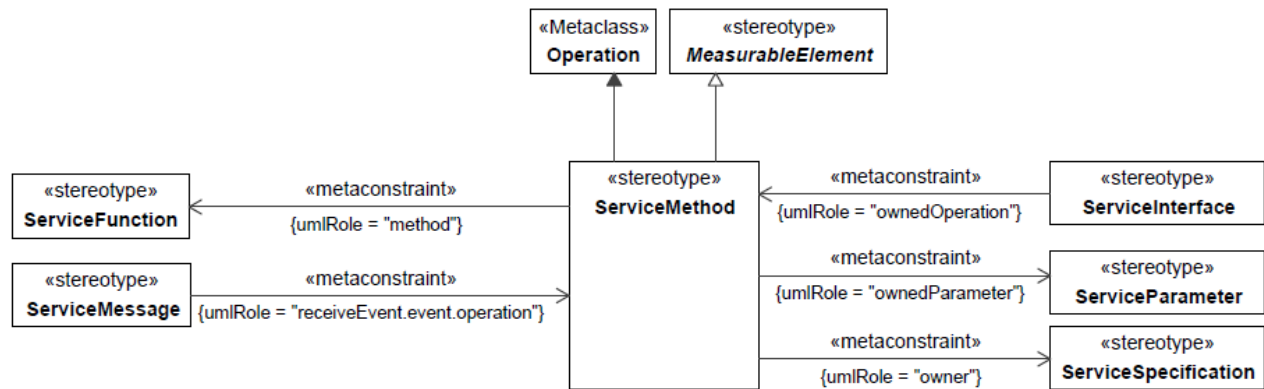 «Metaclass»
Operation
«stereotype»
MeasurableElement
«stereotype»
ServiceFunction
«metaconstraint»
{umlRole = "method"}
«stereotype»
ServiceMessage
«metaconstraint»
{umlRole = "receiveEvent.event.operation"}
«stereotype»
ServiceMethod
«metaconstraint»
{umlRole = "ownedOperation"}
«stereotype»
ServiceInterface
«metaconstraint»
{umlRole = "ownedParameter"}
«stereotype»
ServiceParameter
«metaconstraint»
{umlRole = "owner"}
«stereotype»
ServiceSpecification